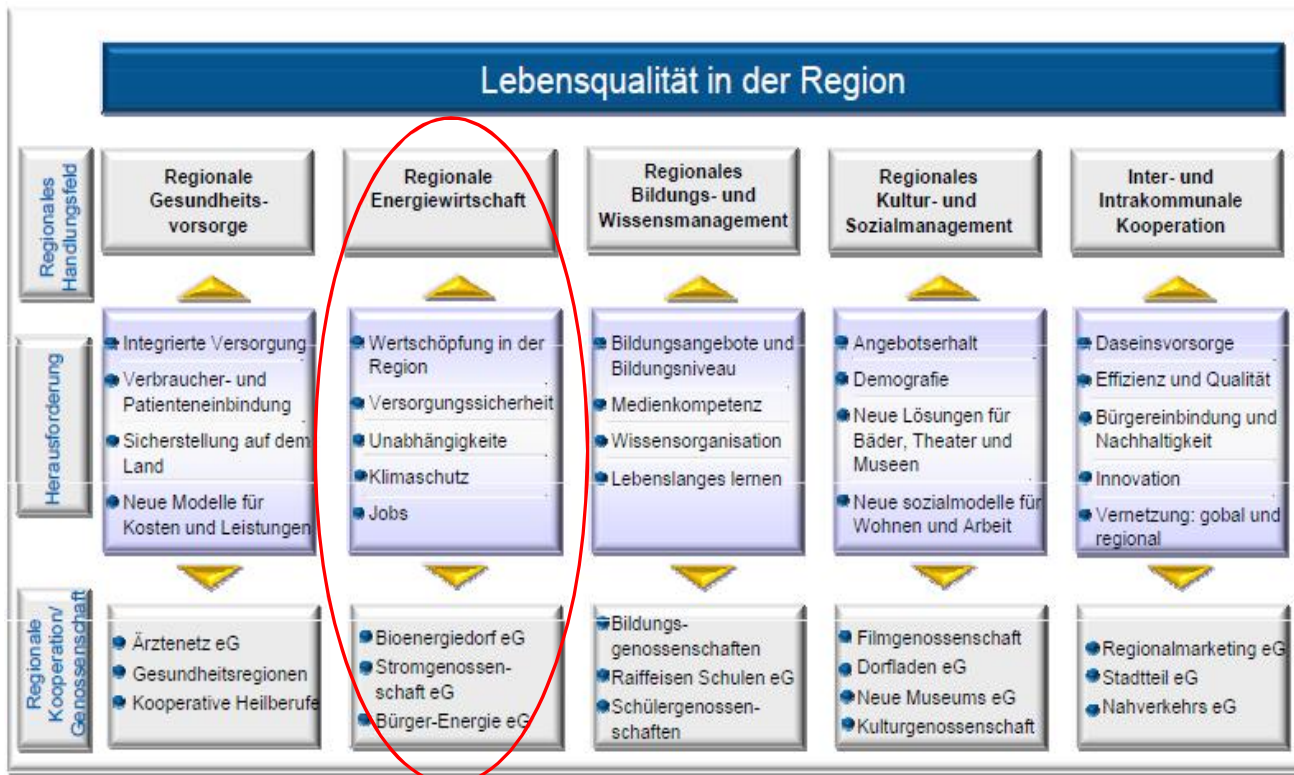 Lebensqualität in der Region
Regionales
Handlungsfeld
Regionale
Gesundheits-
vorsorge
Regionale
Energiewirtschaft
Regionales
Bildungs- und
Wissensmanagement
Regionales
Kultur- und
Sozialmanagement
Inter- und
Intrakommunale
Kooperation
Herausforderung
Integrierte Versorgung
Verbraucher- und
Patienteneinbindung
Sicherstellung auf dem
Land
Neue Modelle für
Kosten und Leistungen
Wertschöpfung in der
Region
Versorgungssicherheit
Unabhängigkeite
Klimaschutz
Jobs
Bildungsangebote und
Bildungsniveau
Medienkompetenz
Wissensorganisation
Lebenslanges lernen
Angebotserhalt
Demografie
Neue Lösungen für
Bäder, Theater und
Museen
Neue sozialmodelle für
Wohnen und Arbeit
Daseinsvorsorge
Effizienz und Qualität
Bürgereinbindung und
Nachhaltigkeit
Innovation
Vernetzung: gobal und
regional
Regionale
Kooperation/
Genossenschaft
Ärztenetz eG
Gesundheitsregionen
Kooperative Heilberufe
Bioenergiedorf eG
Stromgenossen-
schaft eG
Bürger-Energie eG
Bildungs-
genossenschaften
Raiffeisen Schulen eG
Schülergenossen-
schaften
Filmgenossenschaft
Dorfladen eG
Neue Museums eG
Kulturgenossenschaft
Regionalmarketing eG
Stadtteil eG
Nahverkehrs eG